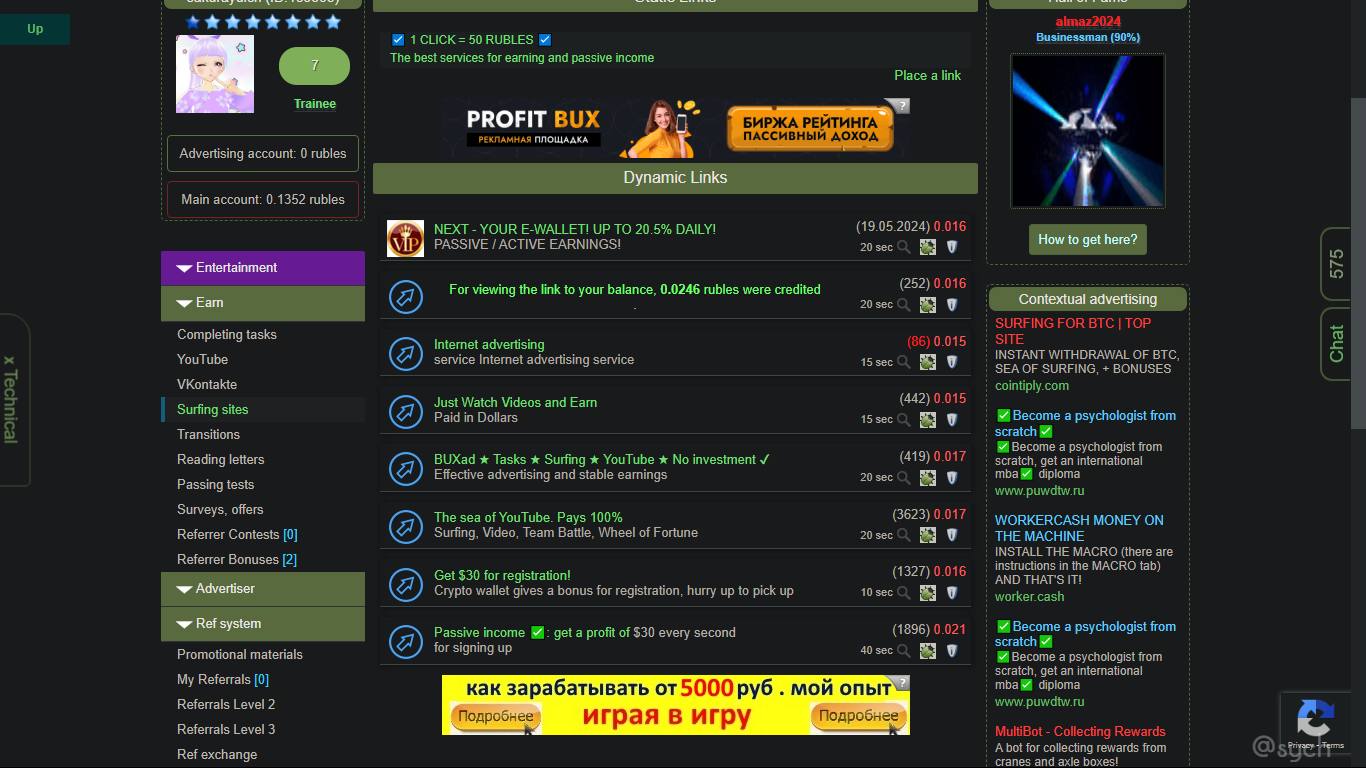 Up
Static Links
Hall of Fame
7
Trainee
Advertising account: 0 rubles
Main account: 0.1352 rubles
Entertainment
Earn
Completing tasks
YouTube
VKontakte
Surfing sites
Transitions
Reading letters
Passing tests
Surveys, offers
Referrer Contests [0]
Referrer Bonuses [2]
Advertiser
Ref system
Promotional materials
My Referrals [0]
Referrals Level 2
Referrals Level 3
Ref exchange
x Technical
1 CLICK = 50 RUBLES
The best services for earning and passive income
Place a link
PROFIT BUX
РЕКЛАМНАЯ ПЛОЩАДКА
БИРЖА РЕЙТИНГА
ПАССИВНЫЙ ДОХОД
?
Dynamic Links
VIP
NEXT - YOUR E-WALLET! UP TO 20.5% DAILY!
(19.05.2024) 0.016
PASSIVE / ACTIVE EARNINGS!
20 sec
For viewing the link to your balance, 0.0246 rubles were credited
.
(252) 0.016
20 sec
Internet advertising
(86) 0.015
service Internet advertising service
15 sec
Just Watch Videos and Earn
(442) 0.015
Paid in Dollars
15 sec
BUXad ★ Tasks ★ Surfing ★ YouTube ★ No investment ✓
(419) 0.017
Effective advertising and stable earnings
20 sec
The sea of YouTube. Pays 100%
(3623) 0.017
Surfing, Video, Team Battle, Wheel of Fortune
20 sec
Get $30 for registration!
(1327) 0.016
Crypto wallet gives a bonus for registration, hurry up to pick up
10 sec
Passive income ✅ : get a profit of $30 every second
(1896) 0.021
for signing up
40 sec
как зарабатывать от 5000 руб . мой опыт
?
Подробнее
играя в игру
Подробнее
almaz2024
Businessman (90%)
How to get here?
Contextual advertising
SURFING FOR BTC | TOP
SITE
INSTANT WITHDRAWAL OF BTC,
SEA OF SURFING, + BONUSES
cointiply.com
✅Become a psychologist from
scratch✅
✅Become a psychologist from
scratch, get an international
mba✅ diploma
www.puwdtw.ru
WORKERCASH MONEY ON
THE MACHINE
INSTALL THE MACRO (there are
instructions in the MACRO tab)
AND THAT'S IT!
worker.cash
✅Become a psychologist from
scratch✅
✅Become a psychologist from
scratch, get an international
mba✅ diploma
www.puwdtw.ru
MultiBot - Collecting Rewards
A bot for collecting rewards from
cranes and axle boxes!
575
Chat
Privacy - Terms
@sych